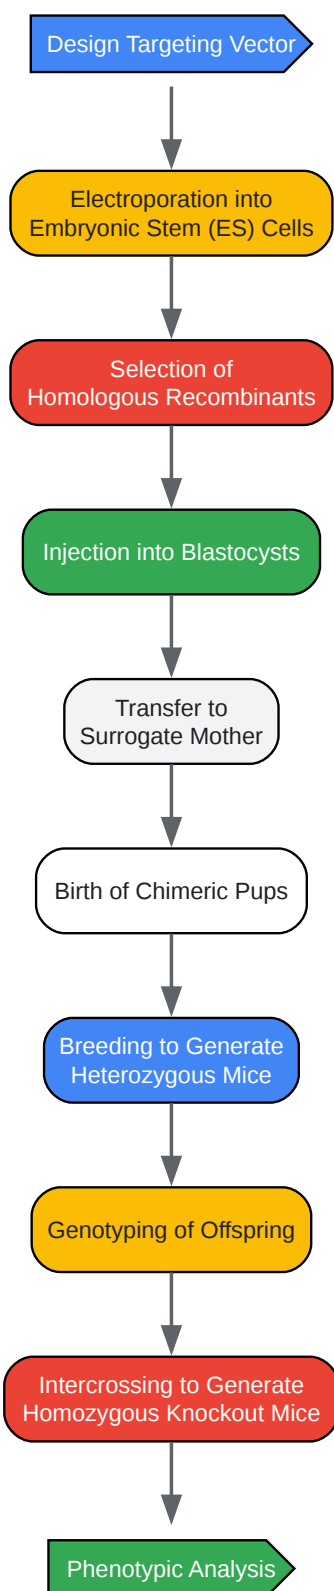 Design Targeting Vector
Electroporation into
Embryonic Stem (ES) Cells
Selection of
Homologous Recombinants
Injection into Blastocysts
Transfer to
Surrogate Mother
Birth of Chimeric Pups
Breeding to Generate
Heterozygous Mice
Genotyping of Offspring
Intercrossing to Generate
Homozygous Knockout Mice
Phenotypic Analysis